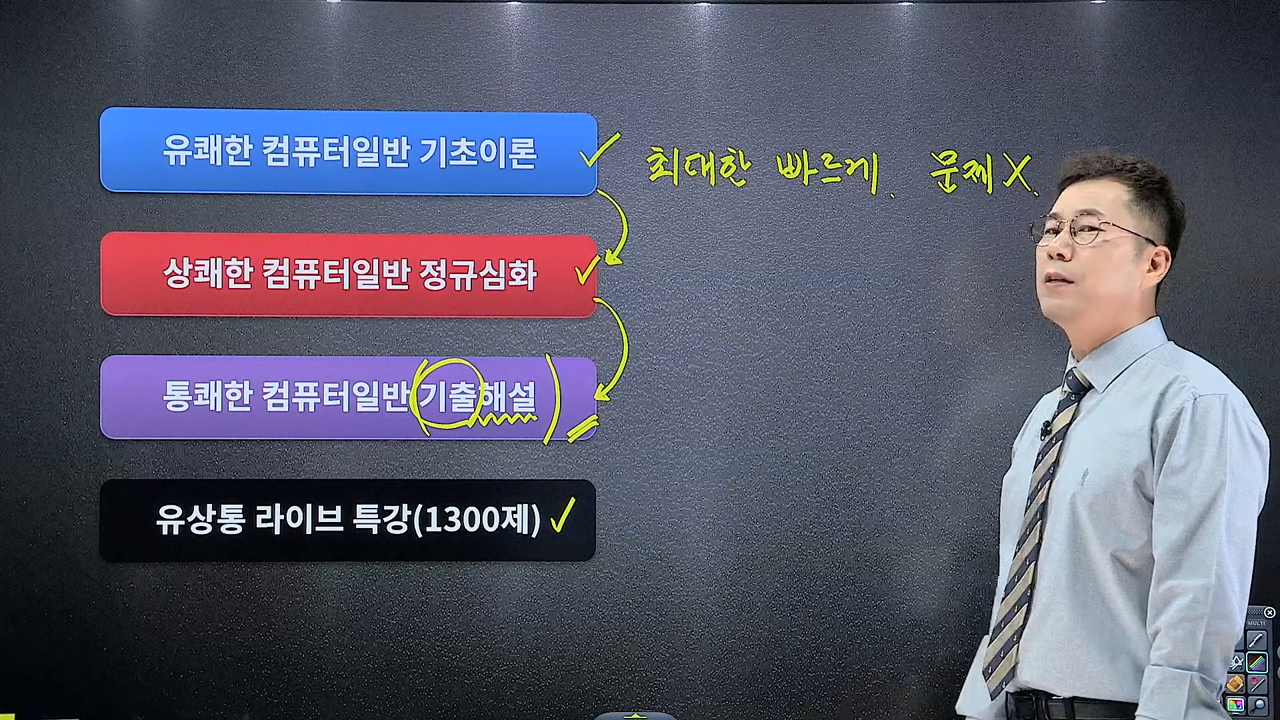 유쾌한 컴퓨터일반 기초이론
최대한 빠르게. 문제X.
상쾌한 컴퓨터일반 정규심화
통쾌한 컴퓨터일반 기출해설
유상통 라이브 특강(1300제)
MULTI